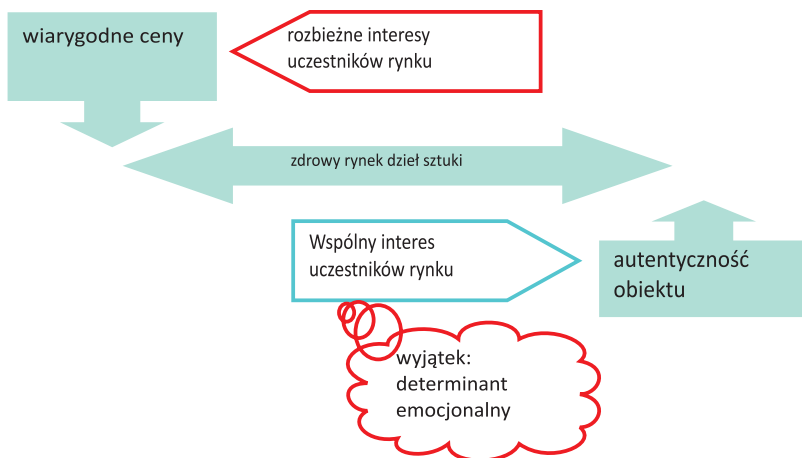 wiarygodne ceny
rozbieżne interesy
uczestników rynku
zdrowy rynek dzieł sztuki
Wspólny interes
uczestników rynku
autentyczność
obiektu
wyjątek:
determinant
emocjonalny